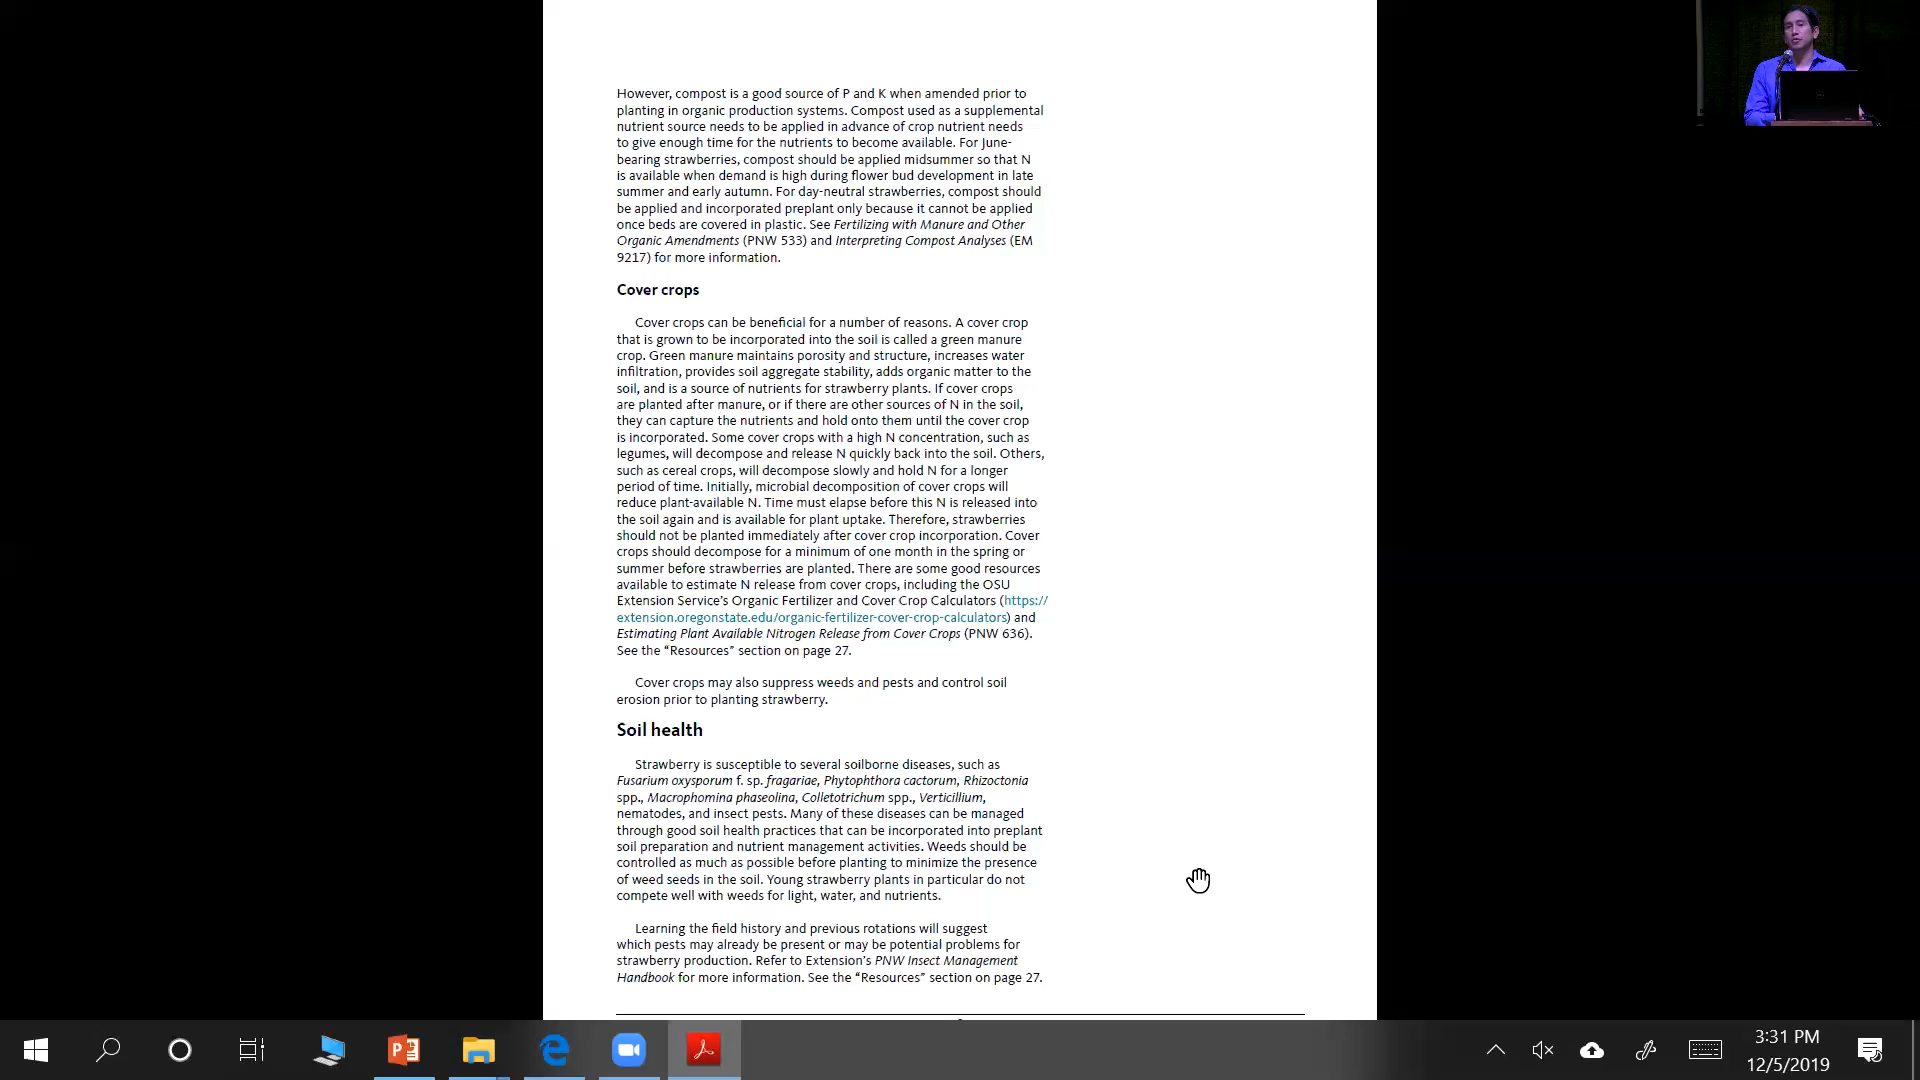 However, compost is a good source of P and K when amended prior to
planting in organic production systems. Compost used as a supplemental
nutrient source needs to be applied in advance of crop nutrient needs
to give enough time for the nutrients to become available. For June-
bearing strawberries, compost should be applied midsummer so that N
is available when demand is high during flower bud development in late
summer and early autumn. For day-neutral strawberries, compost should
be applied and incorporated preplant only because it cannot be applied
once beds are covered in plastic. See Fertilizing with Manure and Other
Organic Amendments (PNW 533) and Interpreting Compost Analyses (EM
9217) for more information.
Cover crops
Cover crops can be beneficial for a number of reasons. A cover crop
that is grown to be incorporated into the soil is called a green manure
crop. Green manure maintains porosity and structure, increases water
infiltration, provides soil aggregate stability, adds organic matter to the
soil, and is a source of nutrients for strawberry plants. If cover crops
are planted after manure, or if there are other sources of N in the soil,
they can capture the nutrients and hold onto them until the cover crop
is incorporated. Some cover crops with a high N concentration, such as
legumes, will decompose and release N quickly back into the soil. Others,
such as cereal crops, will decompose slowly and hold N for a longer
period of time. Initially, microbial decomposition of cover crops will
reduce plant-available N. Time must elapse before this N is released into
the soil again and is available for plant uptake. Therefore, strawberries
should not be planted immediately after cover crop incorporation. Cover
crops should decompose for a minimum of one month in the spring or
summer before strawberries are planted. There are some good resources
available to estimate N release from cover crops, including the OSU
Extension Service's Organic Fertilizer and Cover Crop Calculators (https://
extension.oregonstate.edu/organic-fertilizer-cover-crop-calculators) and
Estimating Plant Available Nitrogen Release from Cover Crops (PNW 636).
See the “Resources” section on page 27.
Cover crops may also suppress weeds and pests and control soil
erosion prior to planting strawberry.
Soil health
Strawberry is susceptible to several soilborne diseases, such as
Fusarium oxysporum f. sp. fragariae, Phytophthora cactorum, Rhizoctonia
spp., Macrophomina phaseolina, Colletotrichum spp., Verticillium,
nematodes, and insect pests. Many of these diseases can be managed
through good soil health practices that can be incorporated into preplant
soil preparation and nutrient management activities. Weeds should be
controlled as much as possible before planting to minimize the presence
of weed seeds in the soil. Young strawberry plants in particular do not
compete well with weeds for light, water, and nutrients.
Learning the field history and previous rotations will suggest
which pests may already be present or may be potential problems for
strawberry production. Refer to Extension's PNW Insect Management
Handbook for more information. See the “Resources” section on page 27.
3:31 PM
12/5/2019